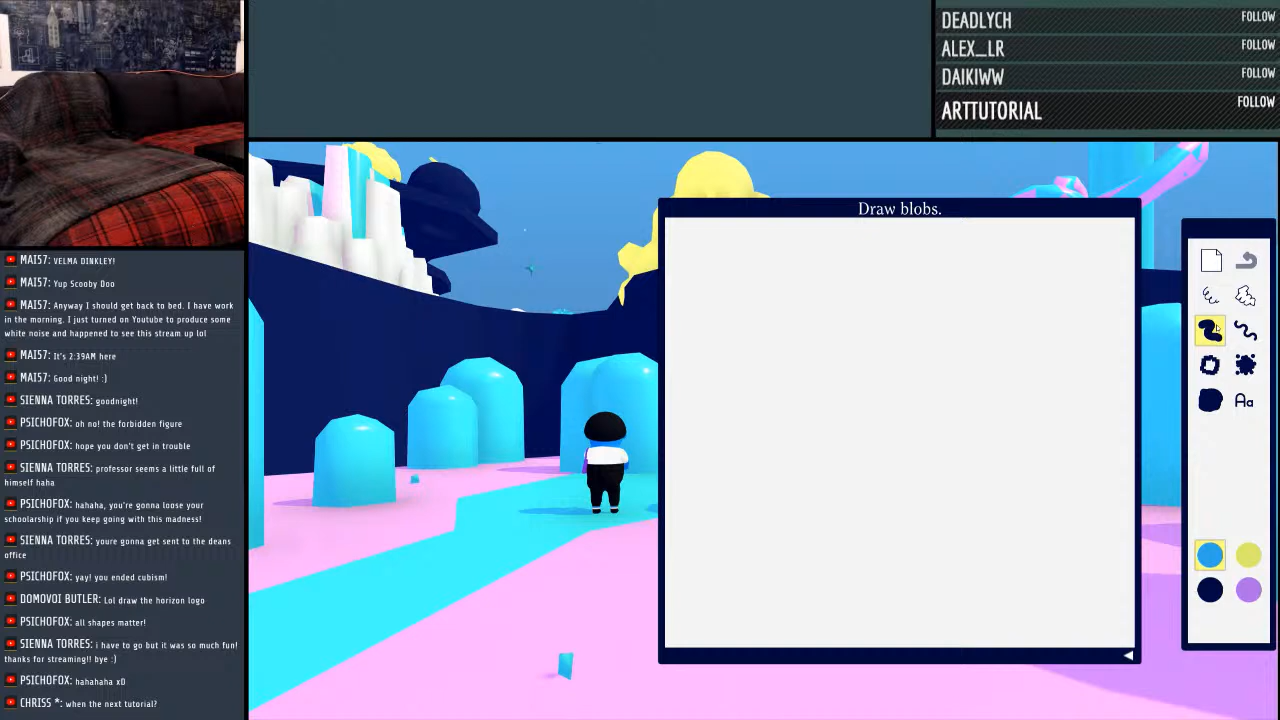 DEADLYCH FOLLOW
ALEX_LR FOLLOW
DAIKIWW FOLLOW
ARTTUTORIAL FOLLOW
Draw blobs.
Aa
MAI57: VELMA DINKLEY!
MAI57: Yup Scooby Doo
MAI57: Anyway I should get back to bed. I have work
in the morning. I just turned on Youtube to produce some
white noise and happened to see this stream up lol
MAI57: It's 2:39AM here
MAI57: Good night! :)
SIENNA TORRES: goodnight!
PSICHOFOX: oh no! the forbidden figure
PSICHOFOX: hope you don't get in trouble
SIENNA TORRES: professor seems a little full of
himself haha
PSICHOFOX: hahaha, you're gonna loose your
schoolarship if you keep going with this madness!
SIENNA TORRES: youre gonna get sent to the deans
office
PSICHOFOX: yay! you ended cubism!
DOMOVOI BUTLER: Lol draw the horizon logo
PSICHOFOX: all shapes matter!
SIENNA TORRES: i have to go but it was so much fun!
thanks for streaming!! bye :)
PSICHOFOX: hahahaha xD
CHRISS *: when the next tutorial?